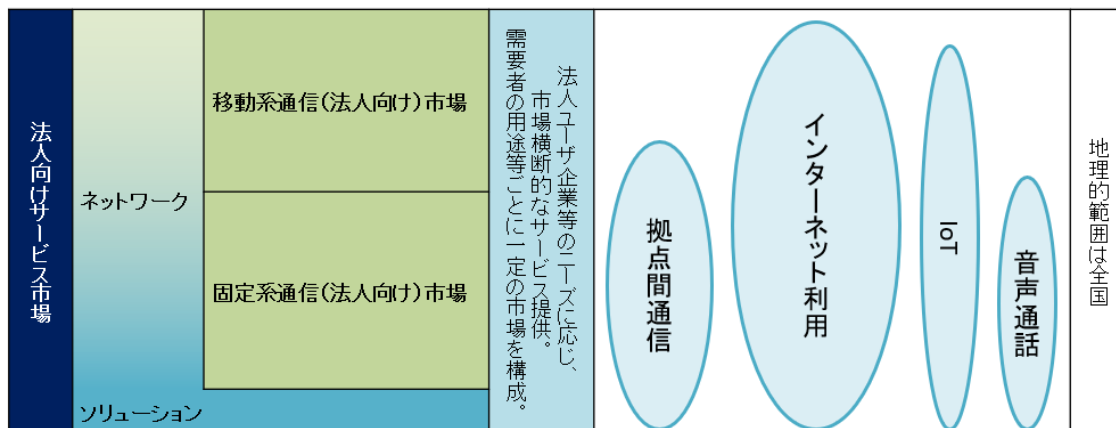 法人向けサービス市場
ネットワーク
ソリューション
移動系通信(法人向け)市場
固定系通信(法人向け)市場
法人ユーザ企業等のニーズに応じ、
市場横断的なサービス提供。
需要者の用途等ごとに一定の市場を構成。
拠点間通信
インターネット利用
IoT
音声通話
地理的範囲は全国